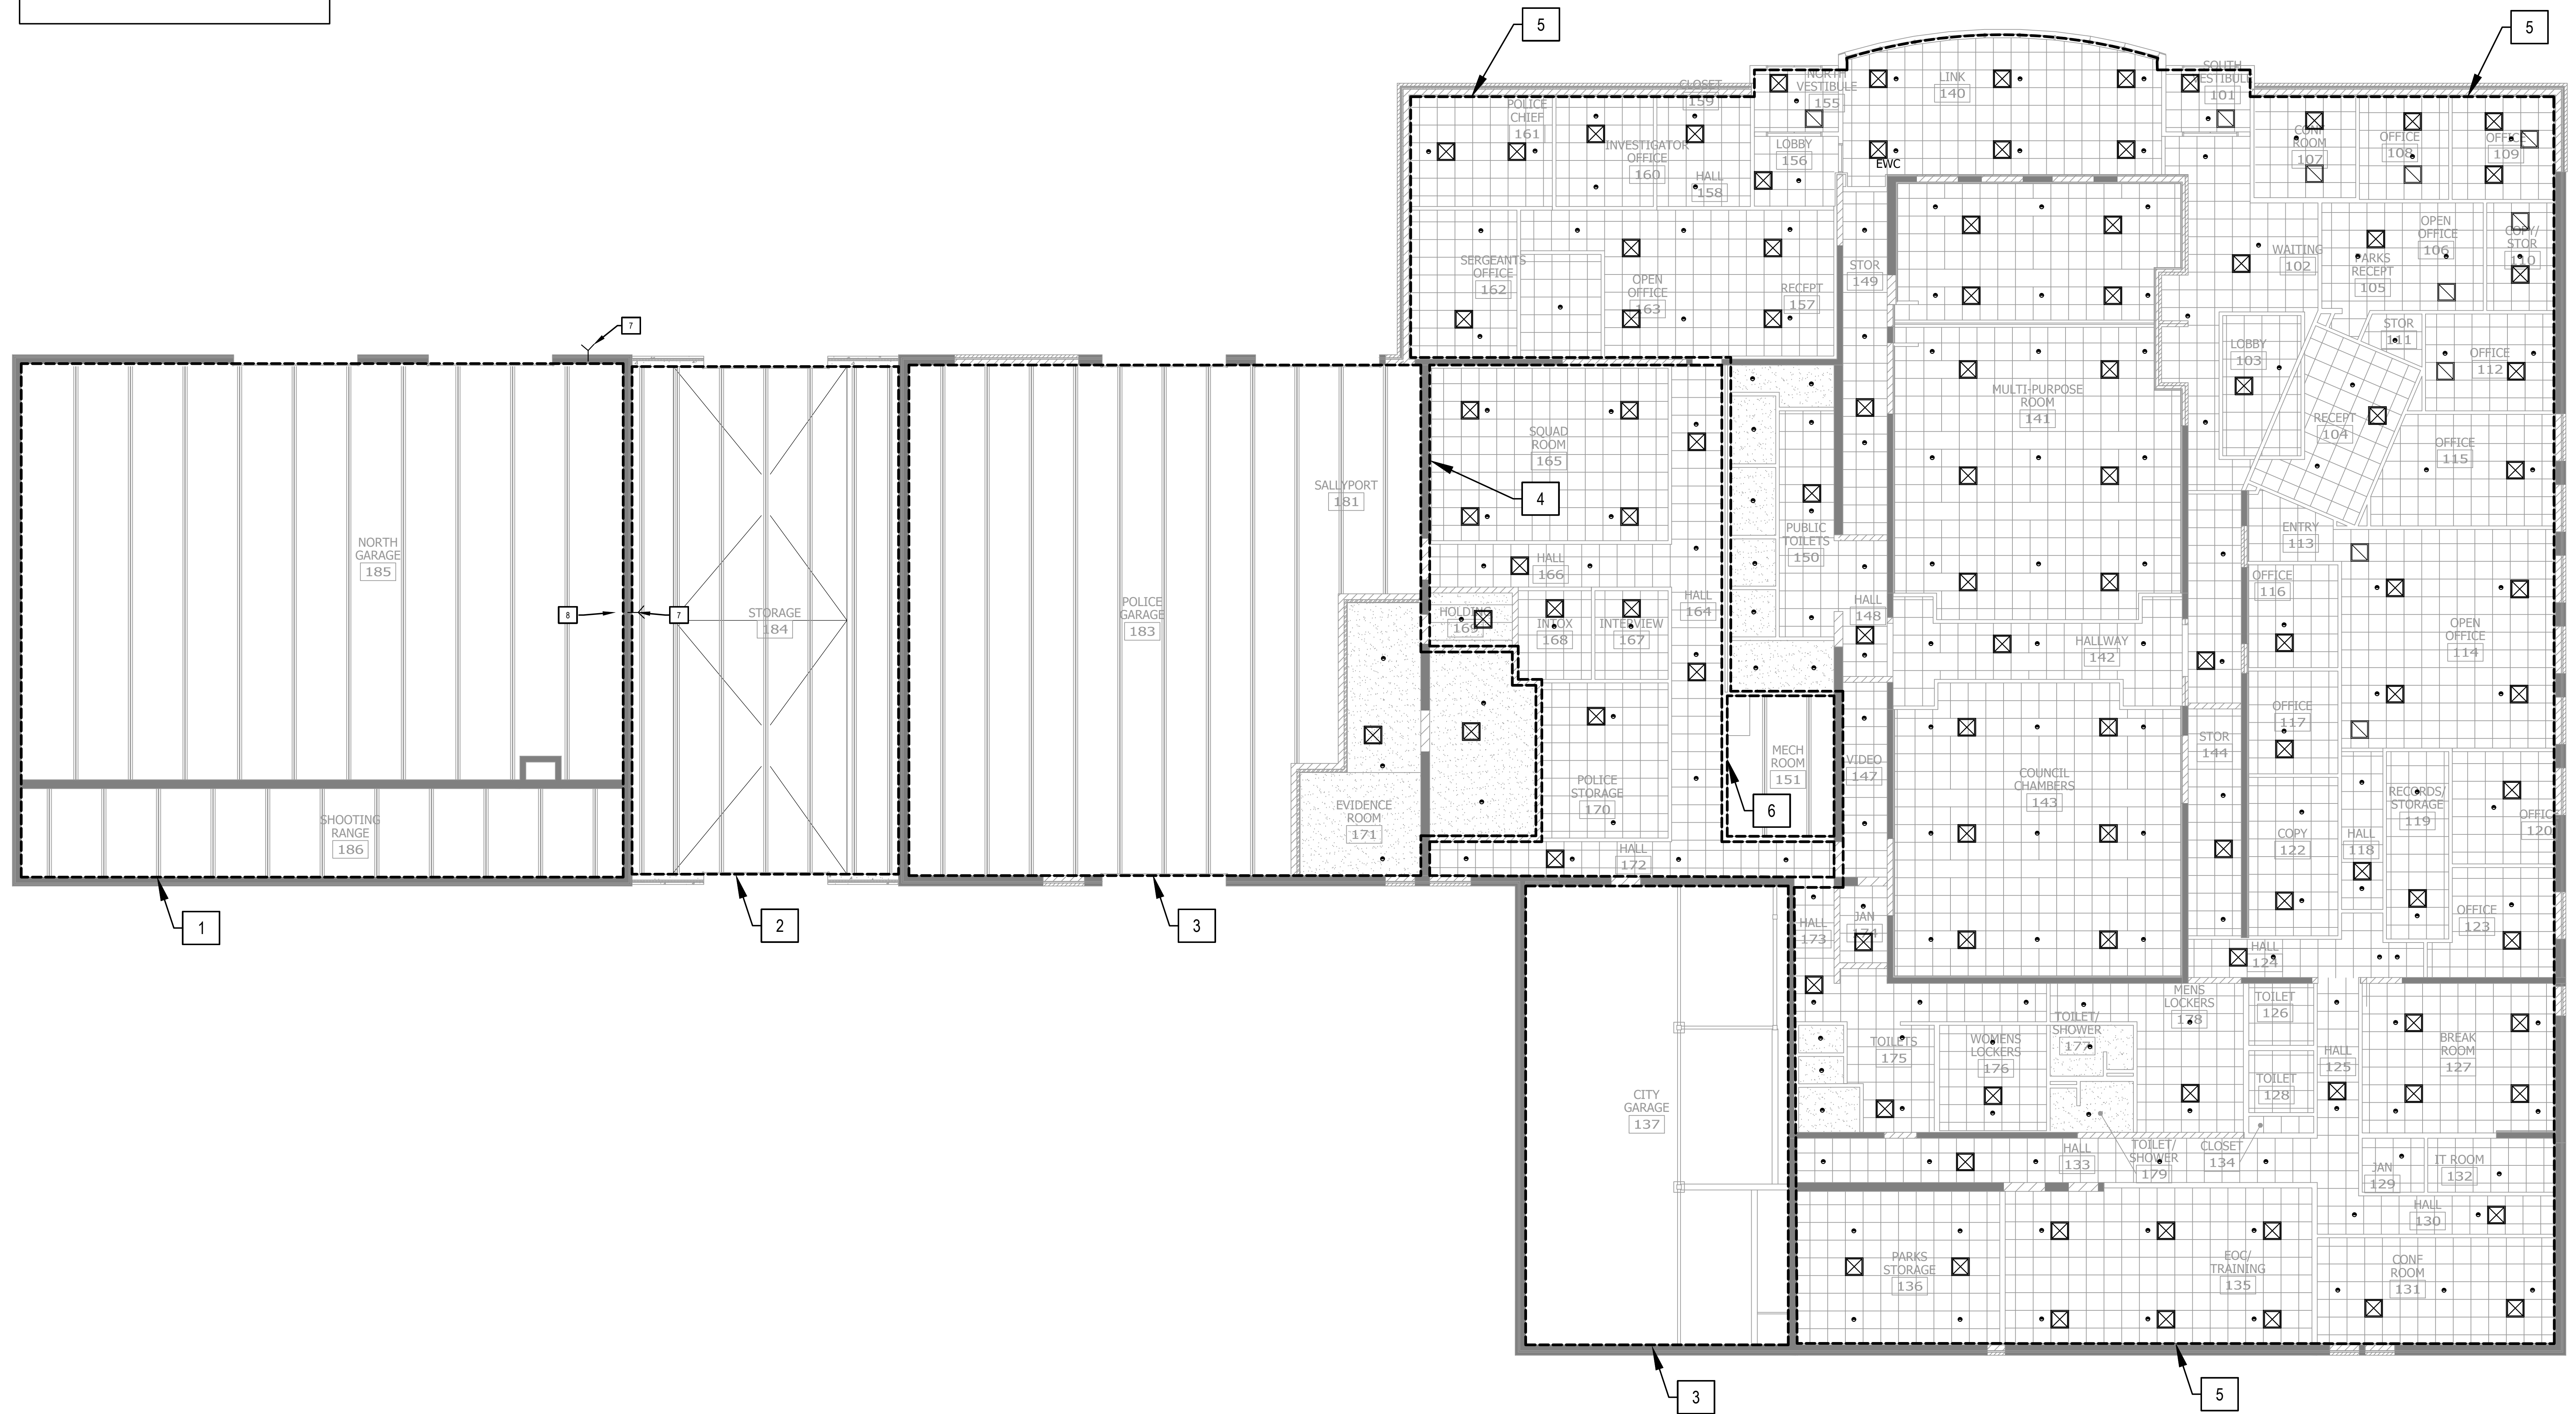 5
5
CLOSET
159
NORTH
VESTIBULE
155
LINK
140
SOUTH
VESTIBULE
101
POLICE
CHIEF
161
INVESTIGATOR
OFFICE
160
HALL
158
LOBBY
156
EWC
CONF
ROOM
107
OFFICE
108
OFFICE
109
SERGEANTS
OFFICE
162
OPEN
OFFICE
163
RECEPT
157
STOR
149
WAITING
102
PARKS
RECEPT
105
OPEN
OFFICE
106
COPY/
STOR
110
7
LOBBY
103
STOR
111
OFFICE
112
RECEPT
104
OFFICE
115
MULTI-PURPOSE
ROOM
141
SQUAD
ROOM
165
4
SALLYPORT
181
PUBLIC
TOILETS
150
ENTRY
113
NORTH
GARAGE
185
HALL
166
OFFICE
116
8
7
STORAGE
184
POLICE
GARAGE
183
HOLDING
169
INTOX
168
INTERVIEW
167
HALL
164
HALL
148
HALLWAY
142
OPEN
OFFICE
114
OFFICE
117
STOR
144
MECH
ROOM
151
VIDEO
147
COUNCIL
CHAMBERS
143
POLICE
STORAGE
170
6
EVIDENCE
ROOM
171
RECORDS/
STORAGE
119
OFFIC
120
SHOOTING
RANGE
186
HALL
172
COPY
122
HALL
118
1
2
3
HALL
173
JAN
174
OFFICE
123
HALL
124
MENS
LOCKERS
178
TOILET
126
TOILET/
SHOWER
177
TOILETS
175
WOMENS
LOCKERS
176
HALL
125
BREAK
ROOM
127
TOILET
128
CITY
GARAGE
137
HALL
133
TOILET/
SHOWER
179
CLOSET
134
JAN
129
IT ROOM
132
HALL
130
PARKS
STORAGE
136
EOC/
TRAINING
135
CONF
ROOM
131
3
5